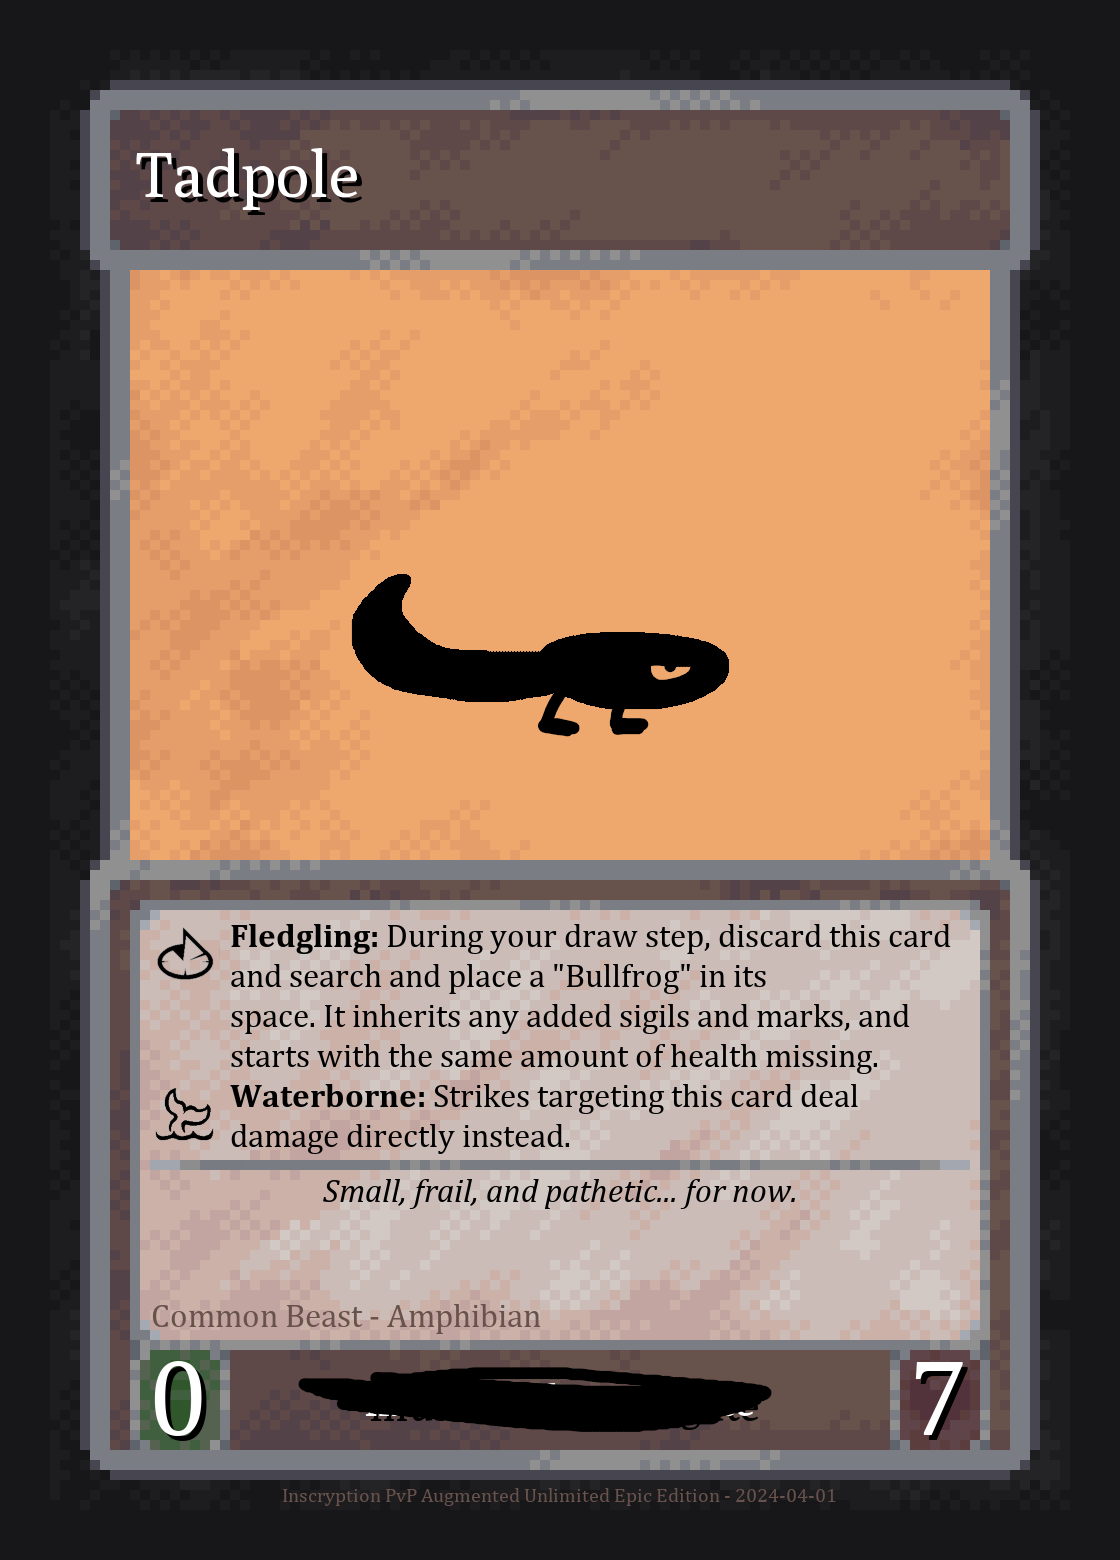 Tadpole
Fledgling: During your draw step, discard this card
and search and place a "Bullfrog" in its
space. It inherits any added sigils and marks, and
starts with the same amount of health missing.
Waterborne: Strikes targeting this card deal
damage directly instead.
Small, frail, and pathetic... for now.
Common Beast - Amphibian
0
7
Inscryption PvP Augmented Unlimited Epic Edition - 2024-04-01